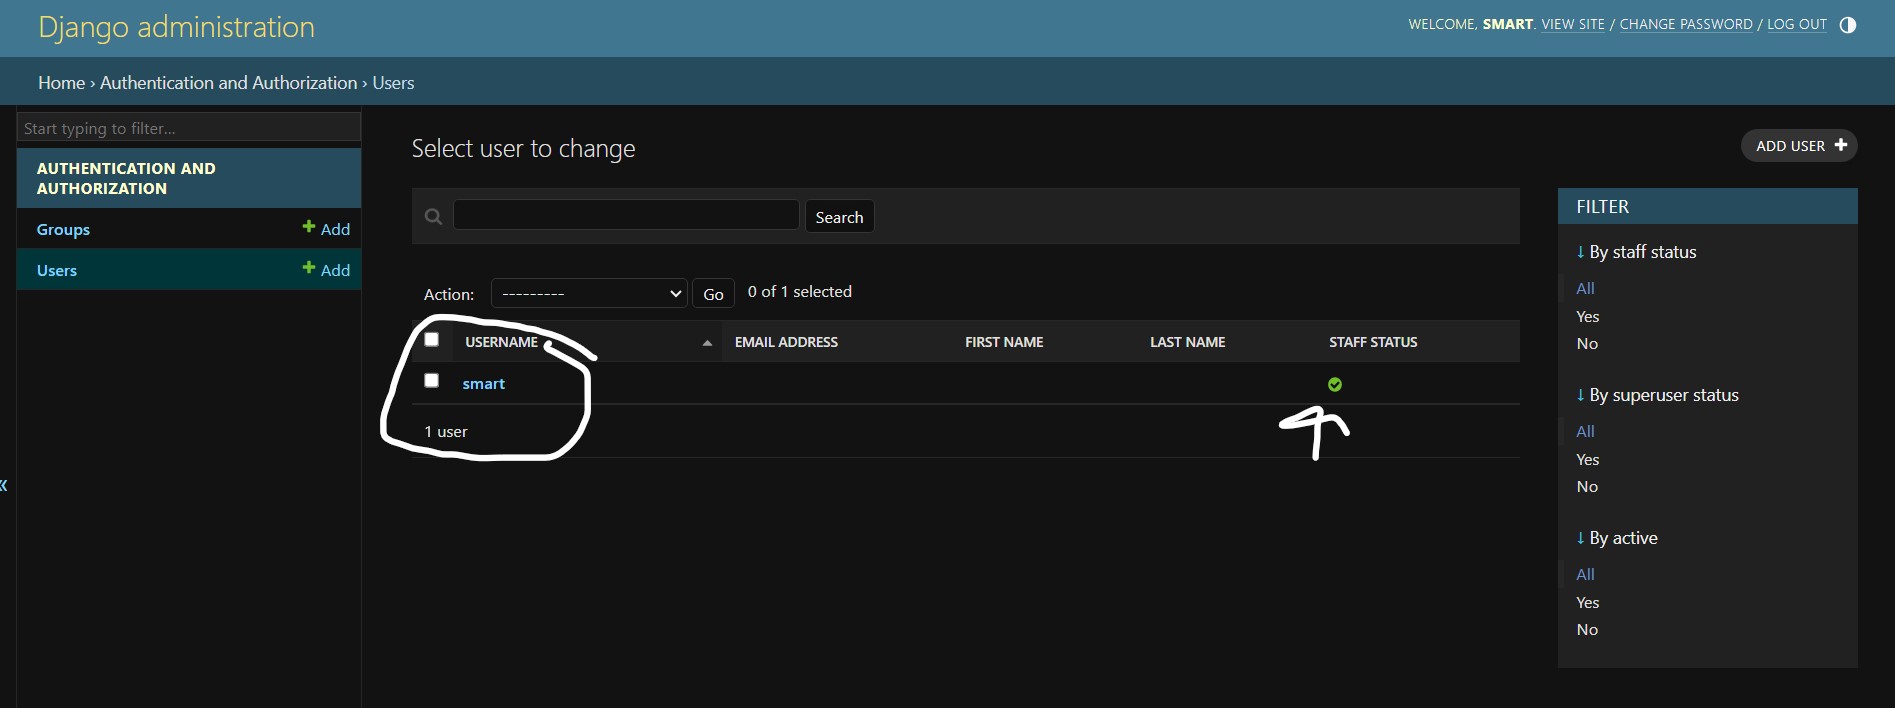 Django administration
WELCOME, SMART. VIEW SITE / CHANGE PASSWORD / LOG OUT
Home › Authentication and Authorization › Users
Start typing to filter...
AUTHENTICATION AND
AUTHORIZATION
Groups + Add
Users + Add
«
Select user to change
ADD USER +
Search
Action: --------- Go 0 of 1 selected
USERNAME EMAIL ADDRESS FIRST NAME LAST NAME STAFF STATUS
smart
1 user
FILTER
↓ By staff status
All
Yes
No
↓ By superuser status
All
Yes
No
↓ By active
All
Yes
No